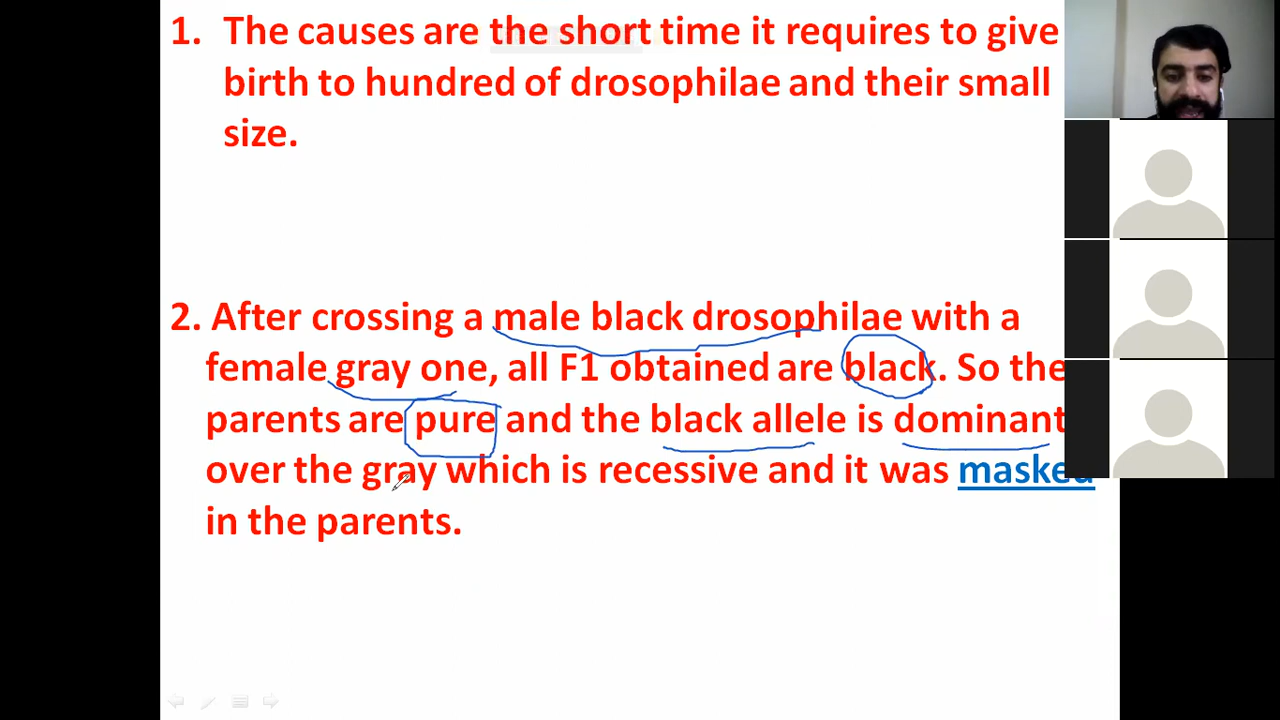 1. The causes are the short time it requires to give
birth to hundred of drosophilae and their small
size.
2. After crossing a male black drosophilae with a
female gray one, all F1 obtained are black. So the
parents are pure and the black allele is dominant
over the gray which is recessive and it was masked
in the parents.